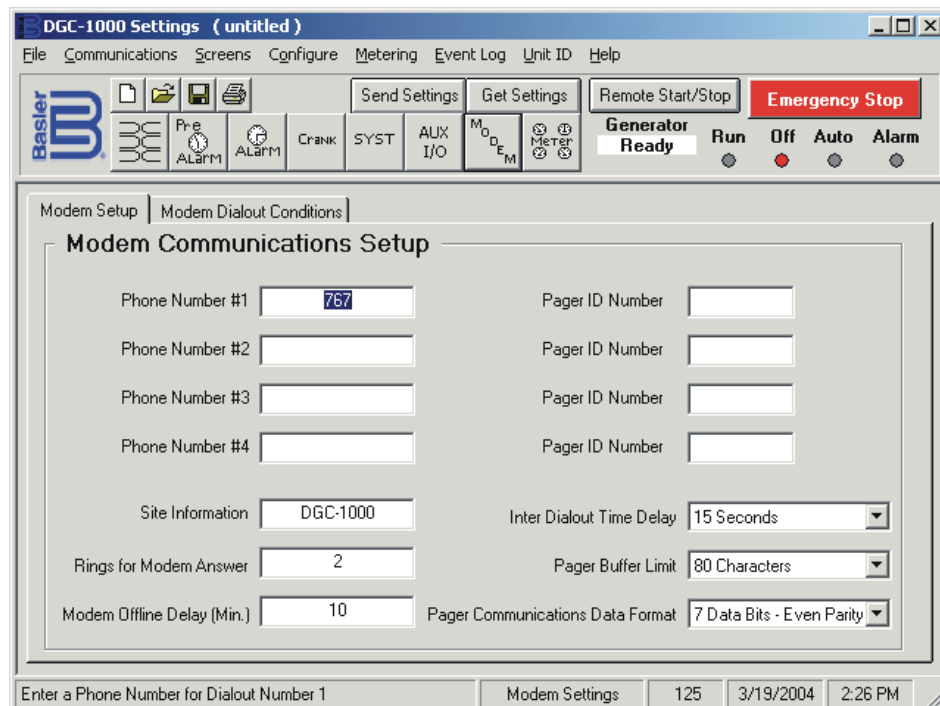 DGC-1000 Settings ( untitled )
File Communications Screens Configure Metering Event Log Unit ID Help
Basler
Send Settings Get Settings Remote Start/Stop Emergency Stop
Pre ALarm ALarm Crank SYST AUX I/O MODEM METER
Generator Ready Run Off Auto Alarm
Modem Setup Modem Dialout Conditions
Modem Communications Setup
Phone Number #1 767 Pager ID Number
Phone Number #2 Pager ID Number
Phone Number #3 Pager ID Number
Phone Number #4 Pager ID Number
Site Information DGC-1000 Inter Dialout Time Delay 15 Seconds
Rings for Modem Answer 2 Pager Buffer Limit 80 Characters
Modem Offline Delay (Min.) 10 Pager Communications Data Format 7 Data Bits - Even Parity
Enter a Phone Number for Dialout Number 1 Modem Settings 125 3/19/2004 2:26 PM